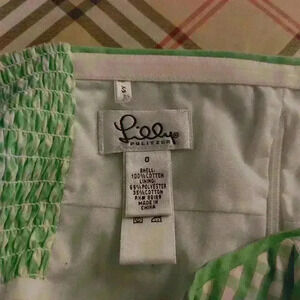 Lilly
PULITZER
0
SHELL:
100% COTTON
LINING:
65% POLYESTER
35% COTTON
MADE IN
CHINA